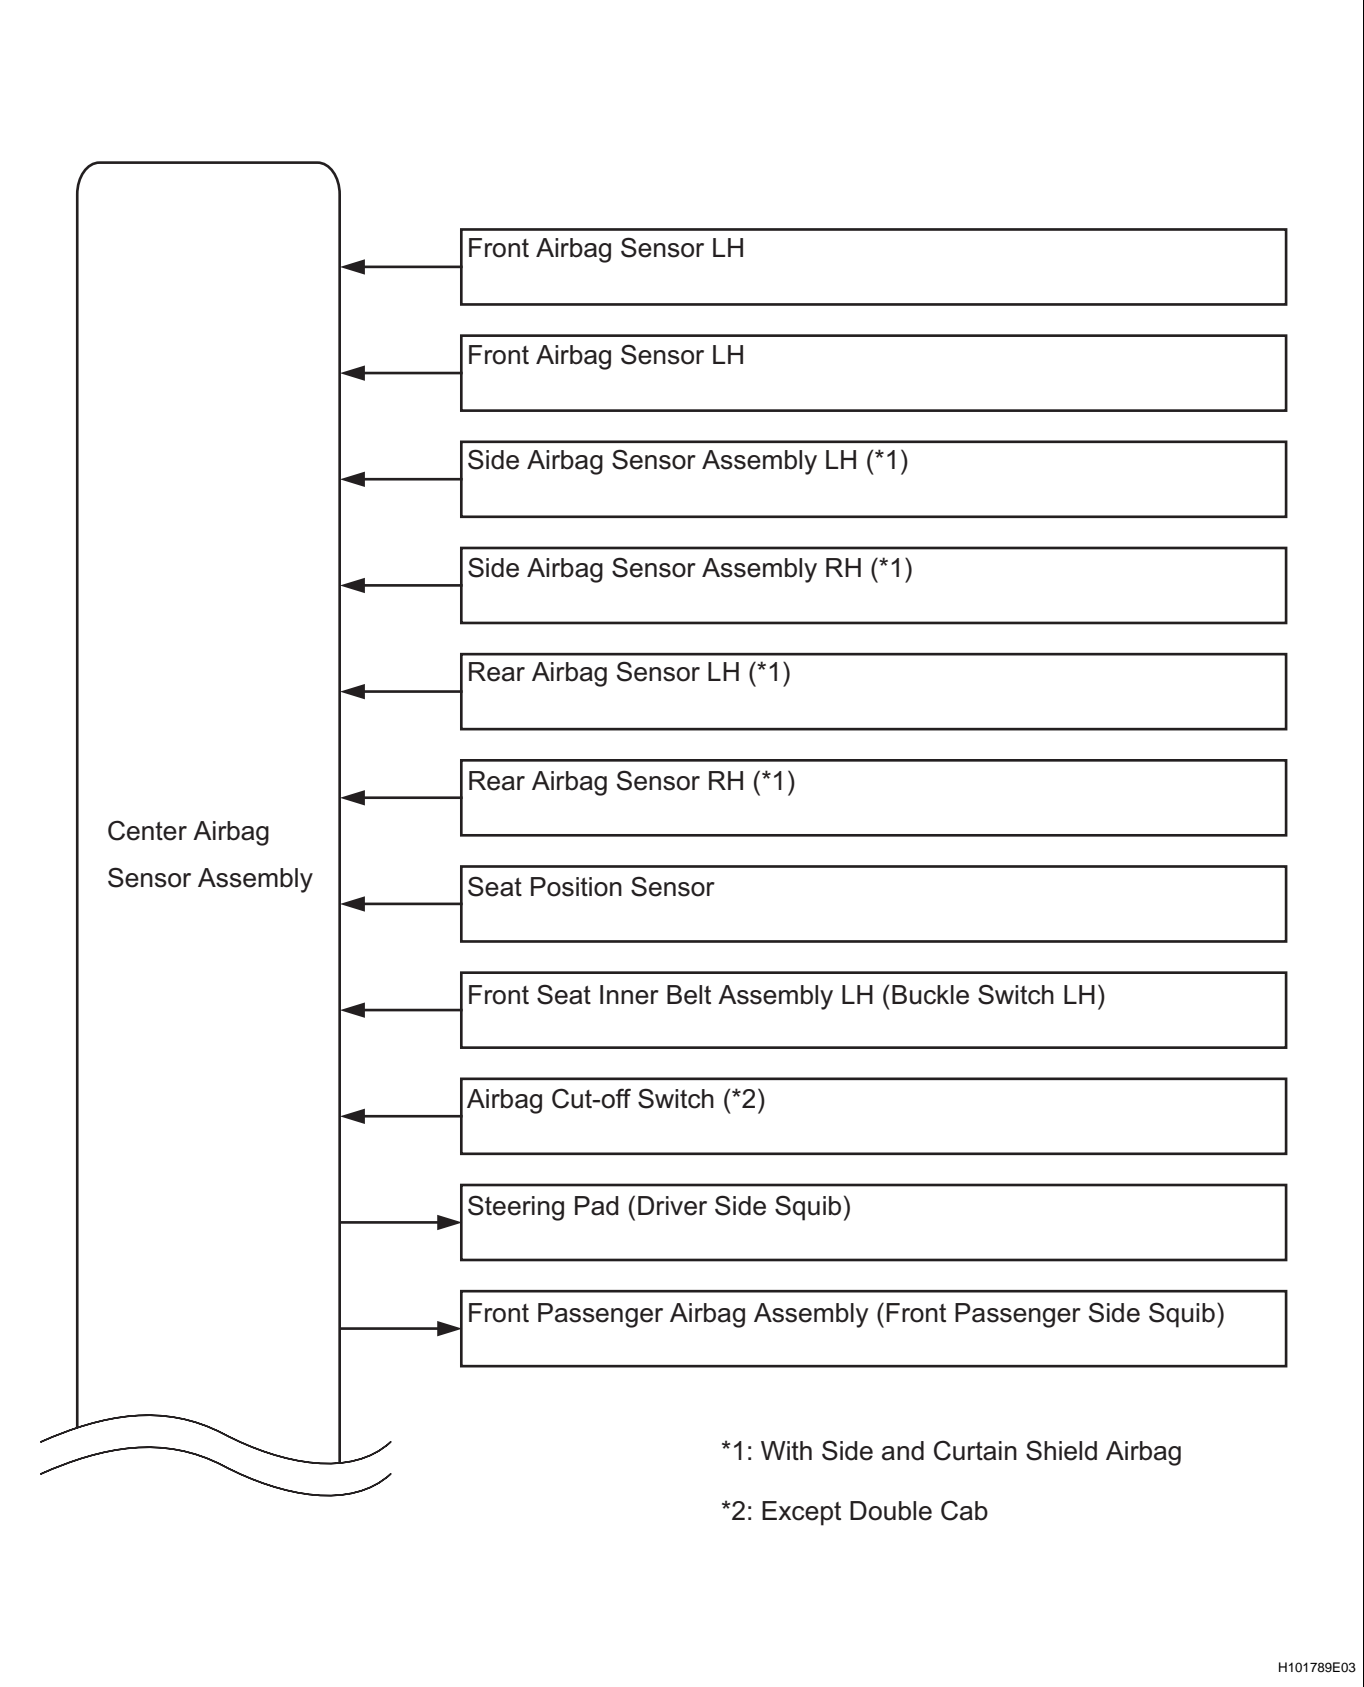 Front Airbag Sensor LH
Front Airbag Sensor LH
Side Airbag Sensor Assembly LH (*1)
Side Airbag Sensor Assembly RH (*1)
Rear Airbag Sensor LH (*1)
Rear Airbag Sensor RH (*1)
Center Airbag
Sensor Assembly
Seat Position Sensor
Front Seat Inner Belt Assembly LH (Buckle Switch LH)
Airbag Cut-off Switch (*2)
Steering Pad (Driver Side Squib)
Front Passenger Airbag Assembly (Front Passenger Side Squib)
*1: With Side and Curtain Shield Airbag
*2: Except Double Cab
H101789E03